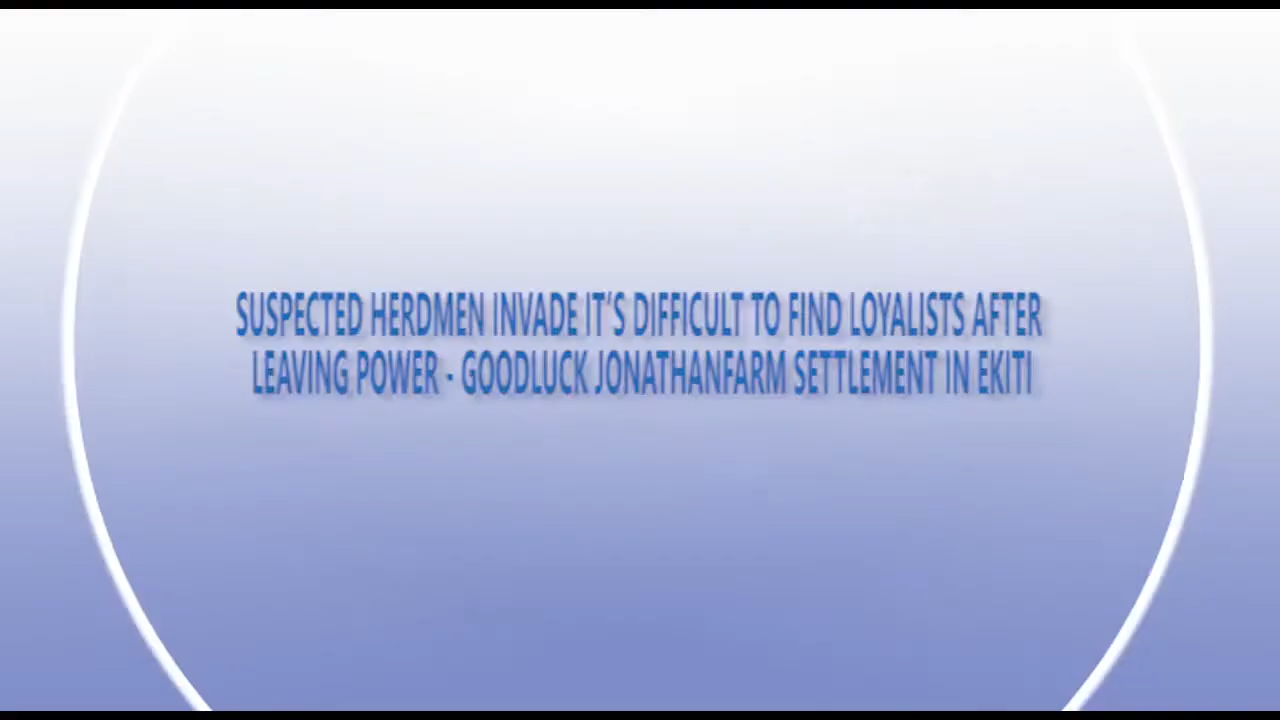 SUSPECTED HERDMEN INVADE IT'S DIFFICULT TO FIND LOYALISTS AFTER
LEAVING POWER - GOODLUCK JONATHANFARM SETTLEMENT IN EKITI